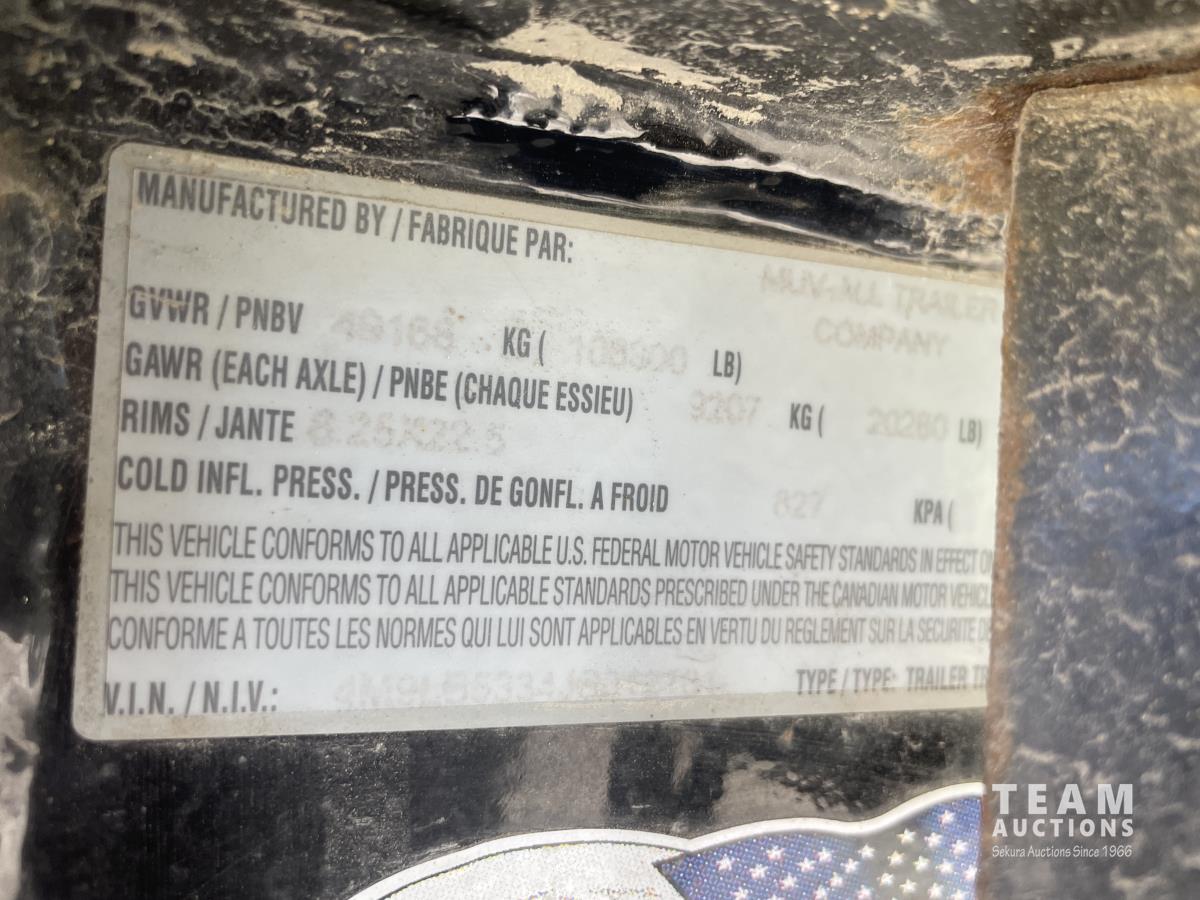 MANUFACTURED BY / FABRIQUE PAR:
MUV-ALL TRAILER
COMPANY
GVWR / PNBV 49168 KG ( LB)
GAWR (EACH AXLE) / PNBE (CHAQUE ESSIEU) 9207 KG ( 20280 LB)
RIMS / JANTE 8.25X22.5
COLD INFL. PRESS. / PRESS. DE GONFL. A FROID 827 KPA (
THIS VEHICLE CONFORMS TO ALL APPLICABLE U.S. FEDERAL MOTOR VEHICLE SAFETY STANDARDS IN EFFECT
THIS VEHICLE CONFORMS TO ALL APPLICABLE STANDARDS PRESCRIBED UNDER THE CANADIAN MOTOR
CONFORME A TOUTES LES NORMES QUI LUI SONT APPLICABLES EN VERTU DU REGLEMENT SUR LA SECURITE
V.I.N. / N.I.V.: TYPE / TYPE: TRAILER
TEAM
AUCTIONS
Sekura Auctions Since 1966